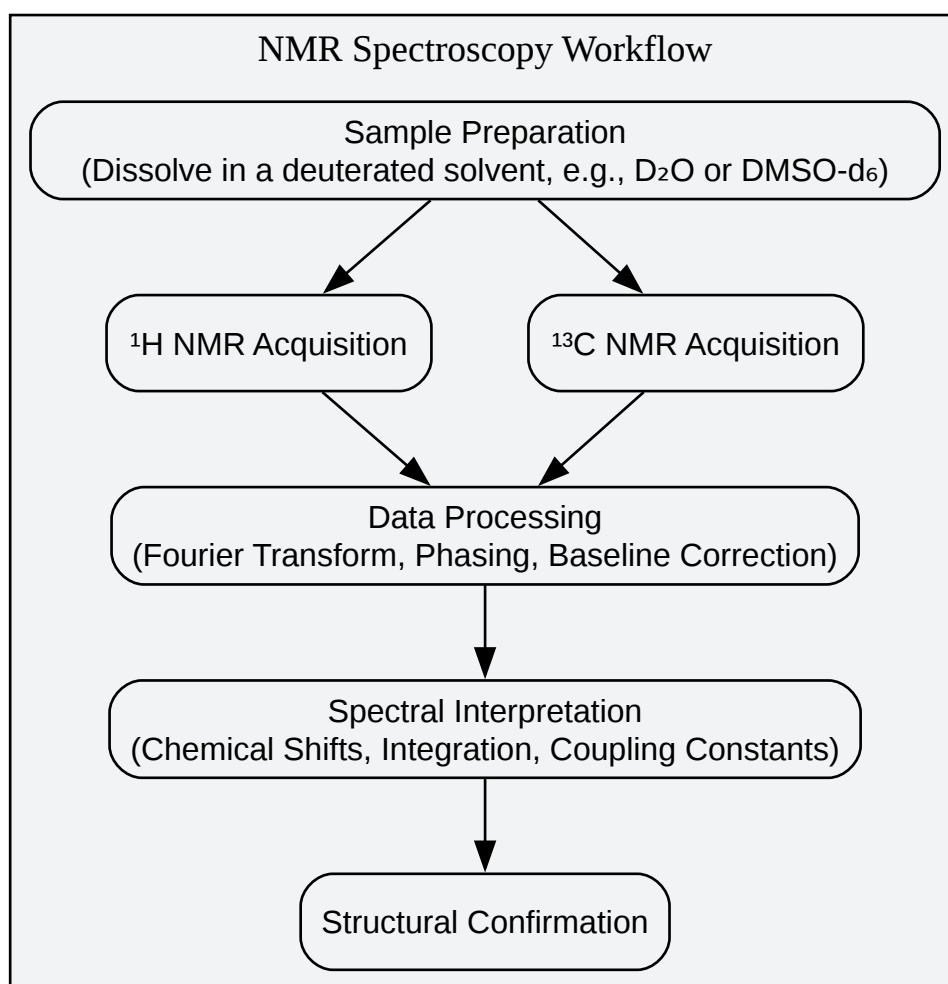 NMR Spectroscopy Workflow
Sample Preparation
(Dissolve in a deuterated solvent, e.g., D₂O or DMSO-d₆)
¹H NMR Acquisition
¹³C NMR Acquisition
Data Processing
(Fourier Transform, Phasing, Baseline Correction)
Spectral Interpretation
(Chemical Shifts, Integration, Coupling Constants)
Structural Confirmation